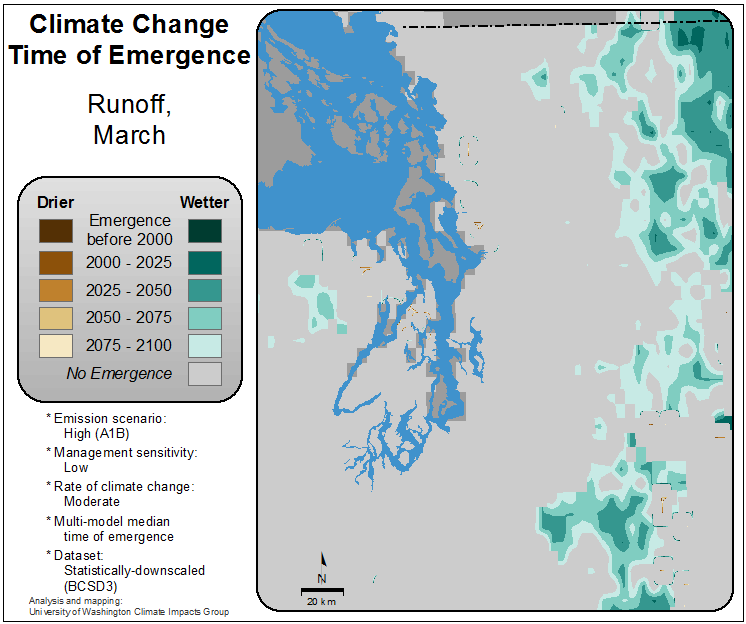 Climate Change
Time of Emergence
Runoff,
March
Drier Wetter
Emergence
before 2000
2000 - 2025
2025 - 2050
2050 - 2075
2075 - 2100
No Emergence
* Emission scenario:
High (A1B)
* Management sensitivity:
Low
* Rate of climate change:
Moderate
* Multi-model median
time of emergence
* Dataset:
Statistically-downscaled
(BCSD3)
Analysis and mapping:
University of Washington Climate Impacts Group
N
20 km